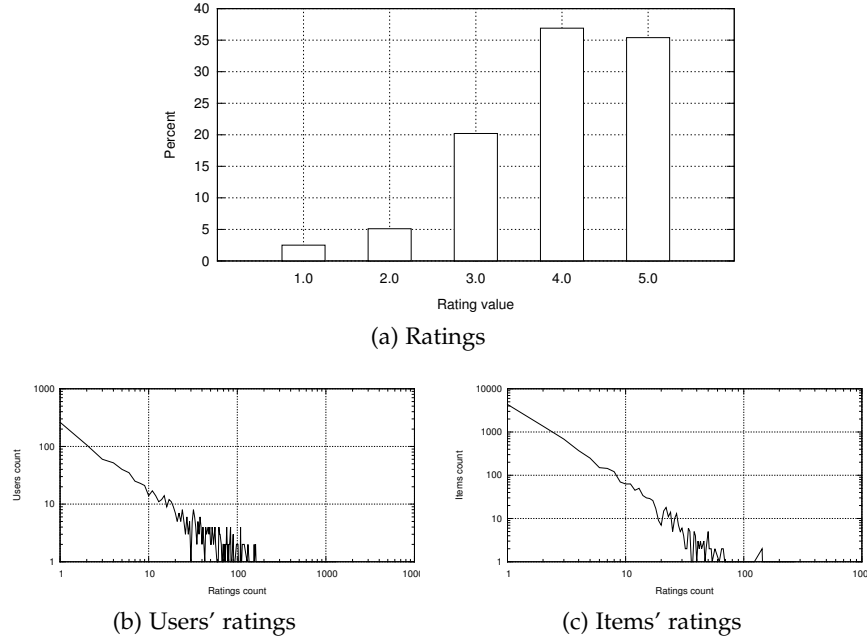 40
35
30
25
20
15
10
5
0
Percent
1.0 2.0 3.0 4.0 5.0
Rating value
(a) Ratings
1000
100
10
1
Users count
1 10 100 1000 1000
Ratings count
(b) Users’ ratings
10000
1000
100
10
1
Items count
1 10 100 100
Ratings count
(c) Items’ ratings